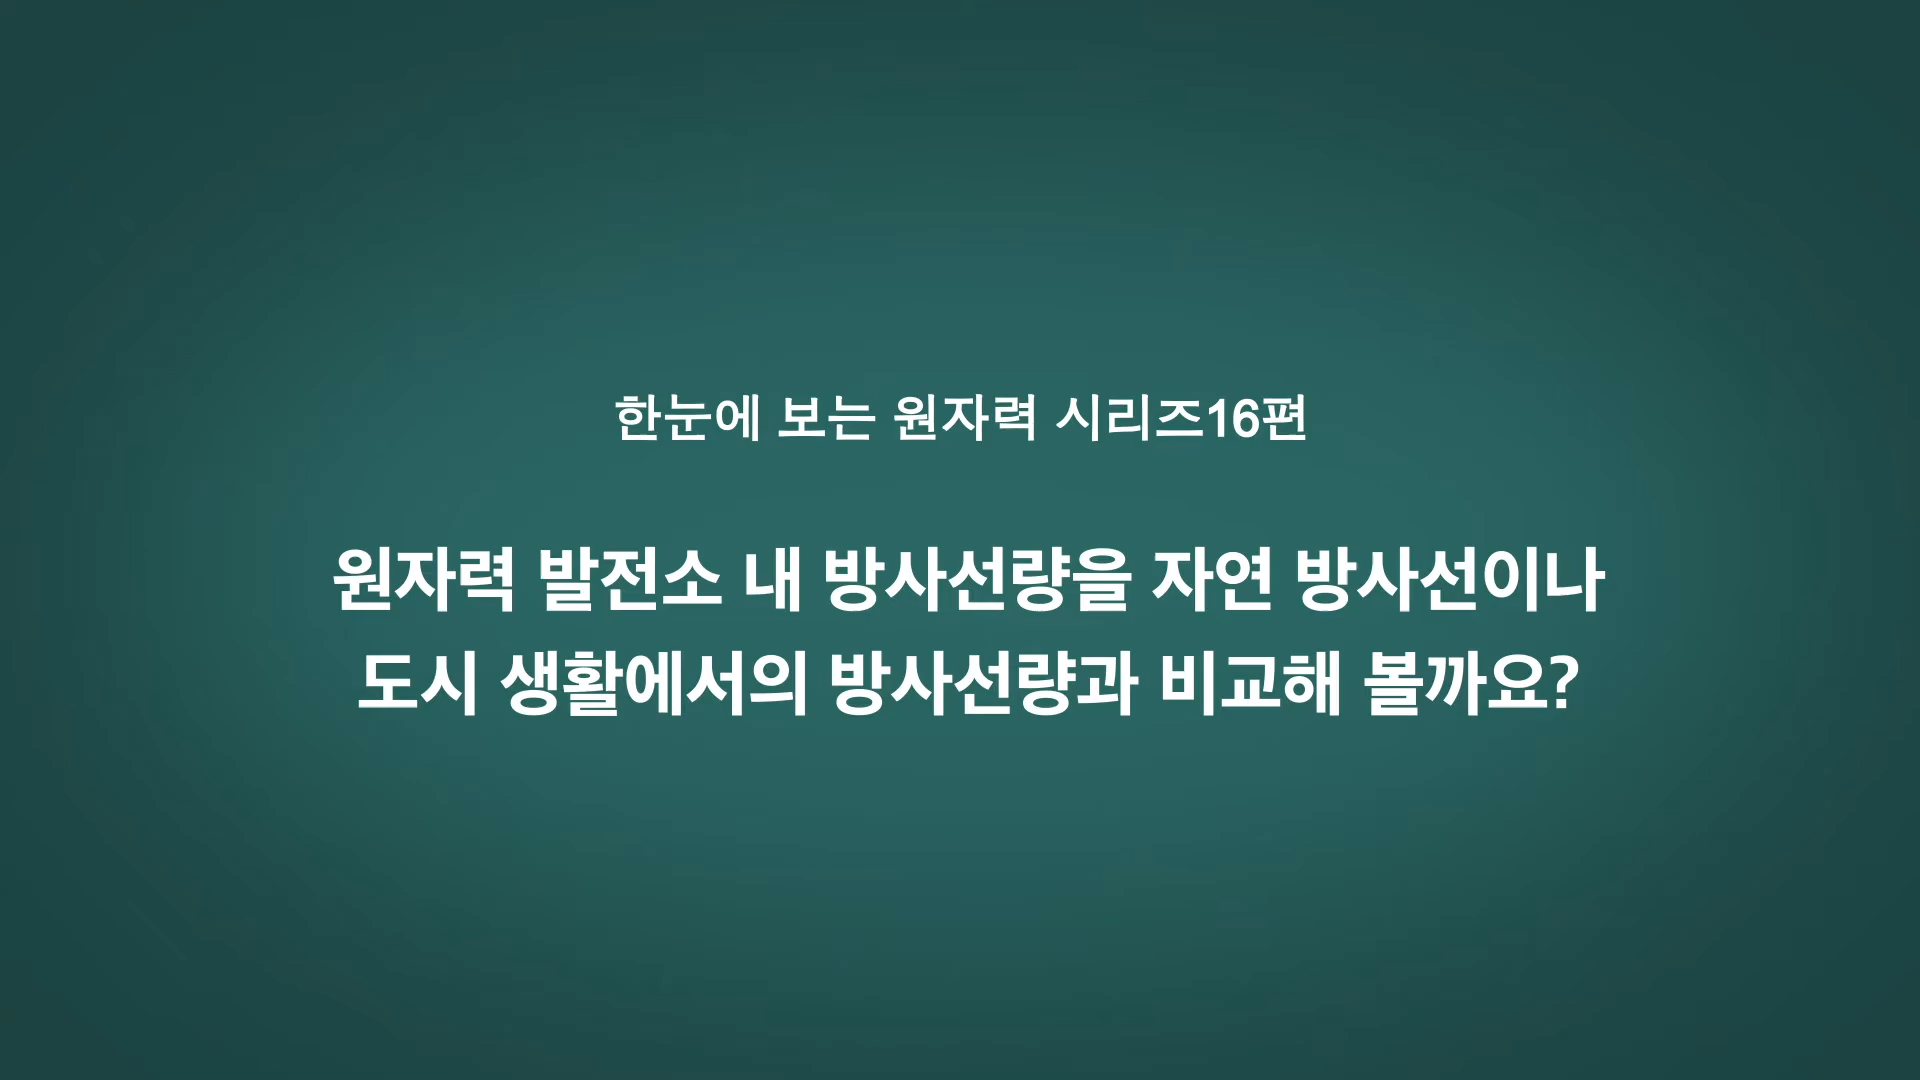 한눈에 보는 원자력 시리즈16편
원자력 발전소 내 방사선량을 자연 방사선이나
도시 생활에서의 방사선량과 비교해 볼까요?